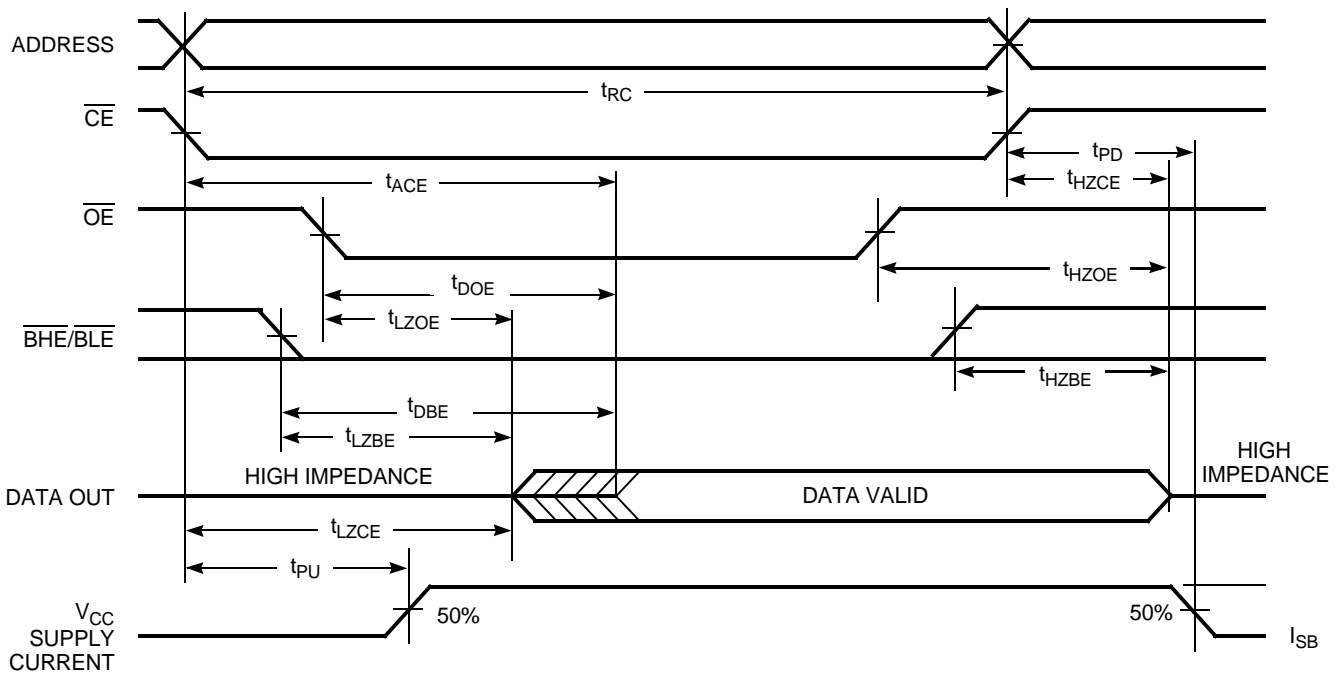 ADDRESS
tRC
CE
tPD
tACE
tHZCE
OE
tHZOE
tDOE
tLZOE
BHE/BLE
tHZBE
tDBE
tLZBE
HIGH IMPEDANCE
HIGH
IMPEDANCE
DATA OUT
DATA VALID
tLZCE
tPU
VCC
SUPPLY
CURRENT
50%
50%
ISB